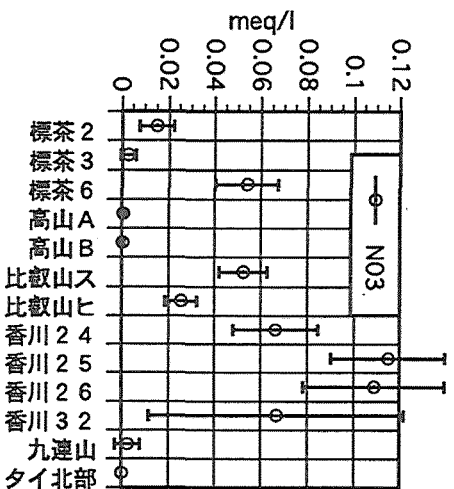 meq/l
0 0.02 0.04 0.06 0.08 0.1 0.12
NO3
標茶2
標茶3
標茶6
高山A
高山B
比叡山ス
比叡山ヒ
香川24
香川25
香川26
香川32
九連山
タイ北部